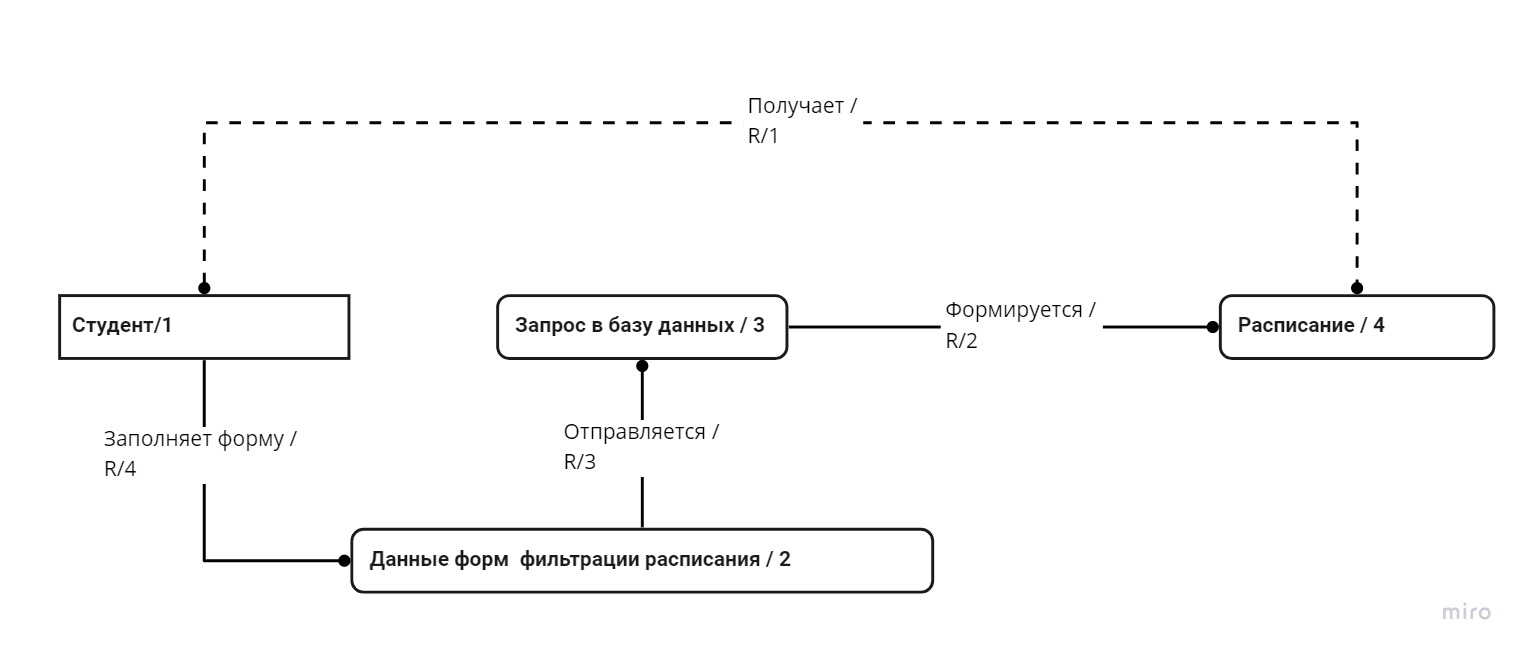 Получает /
R/1
Студент/1
Запрос в базу данных / 3
Формируется /
R/2
Расписание / 4
Заполняет форму /
R/4
Отправляется /
R/3
Данные форм  фильтрации расписания / 2
miro